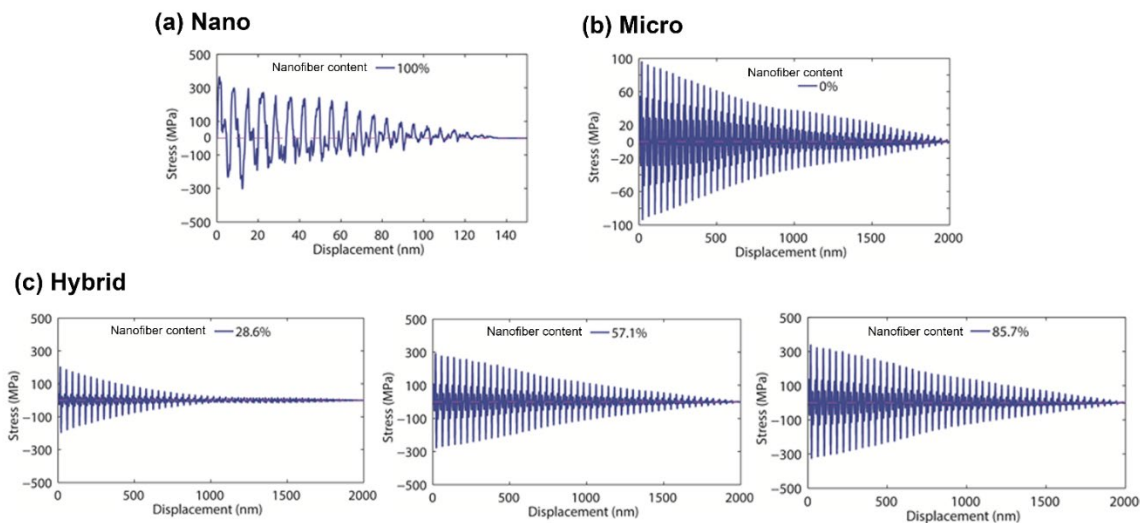 (a) Nano
Nanofiber content 100%
500
300
100
0
−100
−300
−500
Stress (MPa)
0 20 40 60 80 100 120 140
Displacement (nm)
(b) Micro
Nanofiber content
0%
100
60
20
0
−20
−60
−100
Stress (MPa)
0 500 1000 1500 2000
Displacement (nm)
(c) Hybrid
Nanofiber content 28.6%
500
300
100
0
−100
−300
−500
Stress (MPa)
0 500 1000 1500 2000
Displacement (nm)
Nanofiber content 57.1%
500
300
100
0
−100
−300
−500
Stress (MPa)
0 500 1000 1500 2000
Displacement (nm)
Nanofiber content 85.7%
500
300
100
0
−100
−300
−500
Stress (MPa)
0 500 1000 1500 2000
Displacement (nm)